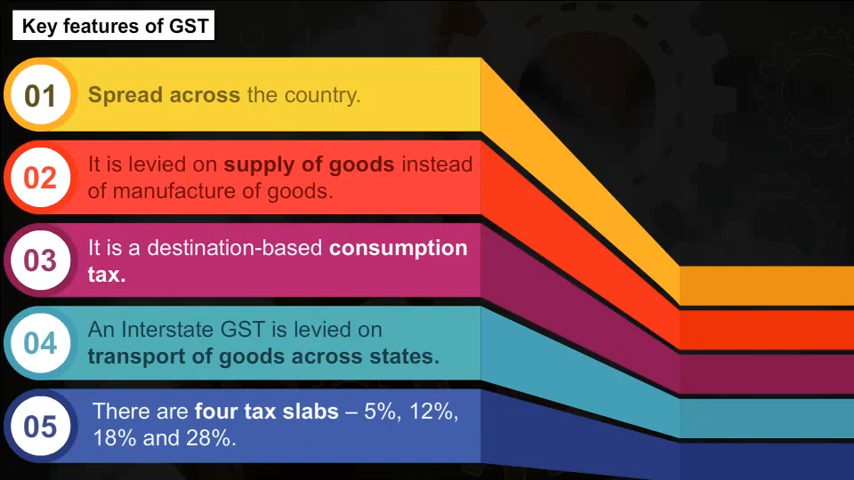 Key features of GST
01
Spread across the country.
02
It is levied on supply of goods instead
of manufacture of goods.
03
It is a destination-based consumption
tax.
04
An Interstate GST is levied on
transport of goods across states.
05
There are four tax slabs – 5%, 12%,
18% and 28%.